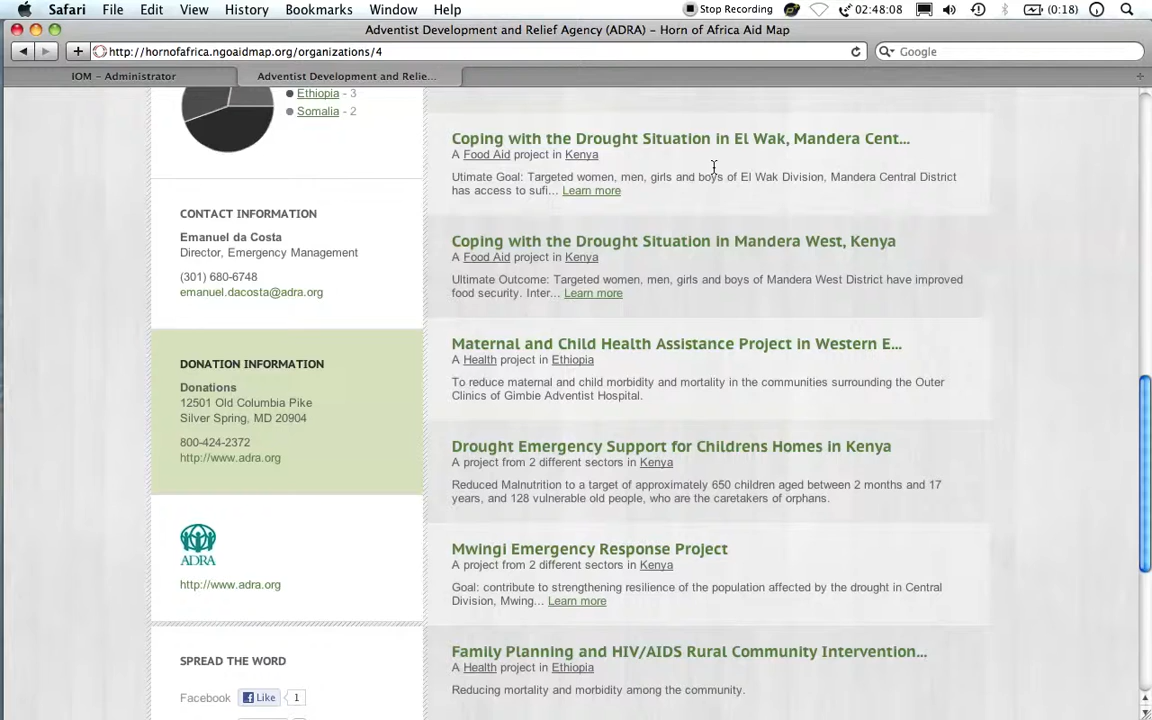 Safari File Edit View History Bookmarks Window Help Stop Recording 02:48:08 (0:18)
Adventist Development and Relief Agency (ADRA) – Horn of Africa Aid Map
http://hornofafrica.ngoaidmap.org/organizations/4 Google
IOM – Administrator Adventist Development and Relie...
Ethiopia - 3
Somalia - 2
CONTACT INFORMATION
Emanuel da Costa
Director, Emergency Management
(301) 680-6748
emanuel.dacosta@adra.org
DONATION INFORMATION
Donations
12501 Old Columbia Pike
Silver Spring, MD 20904
800-424-2372
http://www.adra.org
ADRA
http://www.adra.org
SPREAD THE WORD
Facebook Like 1
Coping with the Drought Situation in El Wak, Mandera Cent...
A Food Aid project in Kenya
Utimate Goal: Targeted women, men, girls and boys of El Wak Division, Mandera Central District
has access to sufi... Learn more
Coping with the Drought Situation in Mandera West, Kenya
A Food Aid project in Kenya
Ultimate Outcome: Targeted women, men, girls and boys of Mandera West District have improved
food security. Inter... Learn more
Maternal and Child Health Assistance Project in Western E...
A Health project in Ethiopia
To reduce maternal and child morbidity and mortality in the communities surrounding the Outer
Clinics of Gimbie Adventist Hospital.
Drought Emergency Support for Childrens Homes in Kenya
A project from 2 different sectors in Kenya
Reduced Malnutrition to a target of approximately 650 children aged between 2 months and 17
years, and 128 vulnerable old people, who are the caretakers of orphans.
Mwingi Emergency Response Project
A project from 2 different sectors in Kenya
Goal: contribute to strengthening resilience of the population affected by the drought in Central
Division, Mwing... Learn more
Family Planning and HIV/AIDS Rural Community Intervention...
A Health project in Ethiopia
Reducing mortality and morbidity among the community.